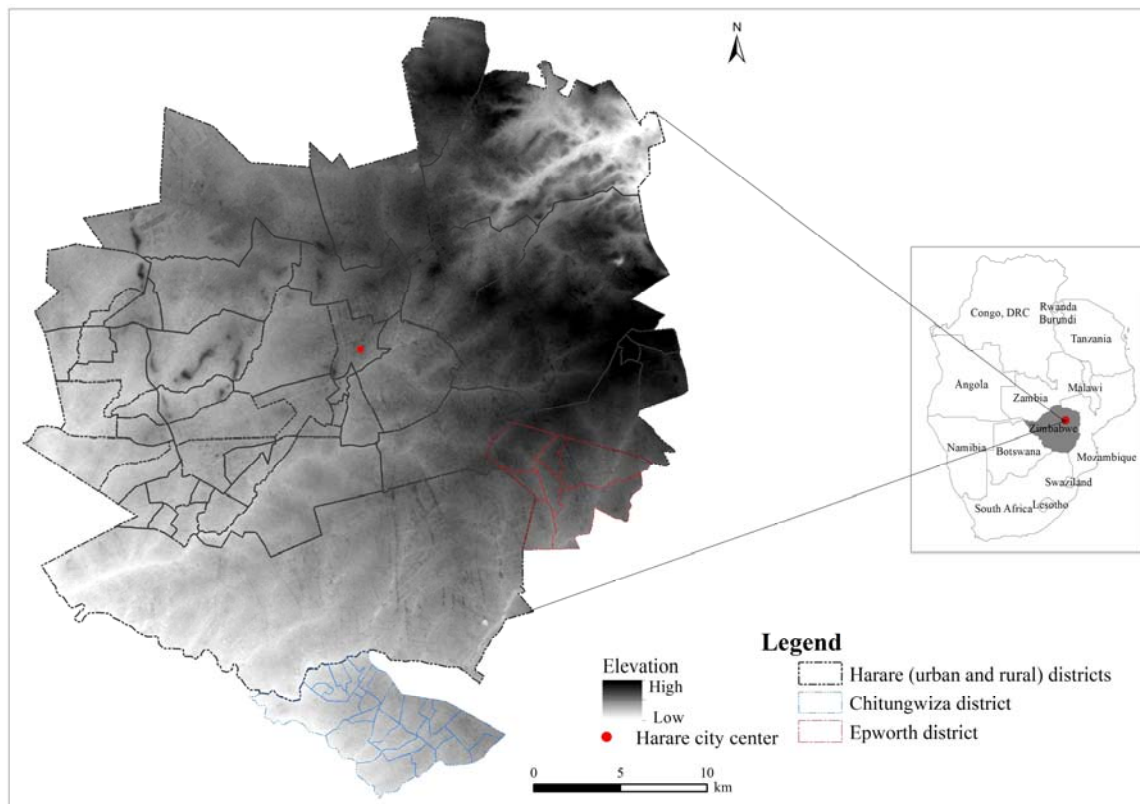 N
Congo, DRC
Rwanda
Burundi
Tanzania
Angola
Malawi
Zambia
Zimbabwe
Namibia
Botswana
Mozambique
Swaziland
South Africa
Lesotho
Legend
Elevation
High
Low
Harare city center
Harare (urban and rural) districts
Chitungwiza district
Epworth district
0 5 10
km